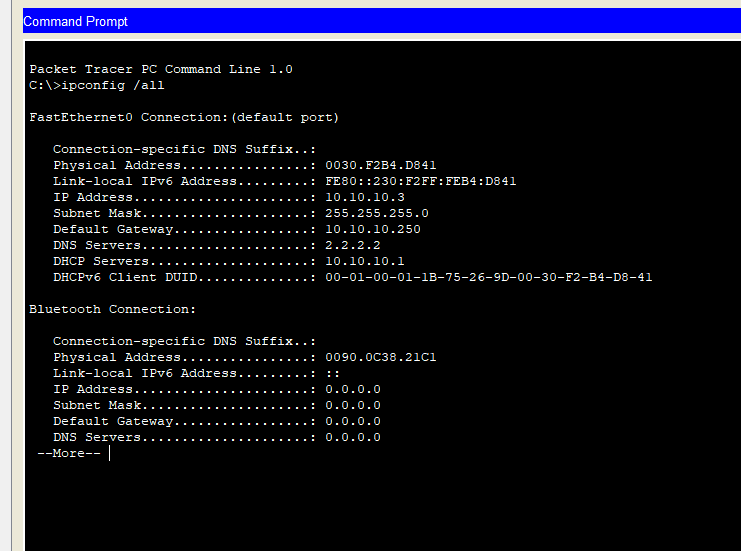 Command Prompt
Packet Tracer PC Command Line 1.0
C:\>ipconfig /all
FastEthernet0 Connection:(default port)
Connection-specific DNS Suffix..:
Physical Address................: 0030.F2B4.D841
Link-local IPv6 Address.........: FE80::230:F2FF:FEB4:D841
IP Address......................: 10.10.10.3
Subnet Mask.....................: 255.255.255.0
Default Gateway.................: 10.10.10.250
DNS Servers.....................: 2.2.2.2
DHCP Servers....................: 10.10.10.1
DHCPv6 Client DUID..............: 00-01-00-01-1B-75-26-9D-00-30-F2-B4-D8-41
Bluetooth Connection:
Connection-specific DNS Suffix..:
Physical Address................: 0090.0C38.21C1
Link-local IPv6 Address.........: ::
IP Address......................: 0.0.0.0
Subnet Mask.....................: 0.0.0.0
Default Gateway.................: 0.0.0.0
DNS Servers.....................: 0.0.0.0
--More--